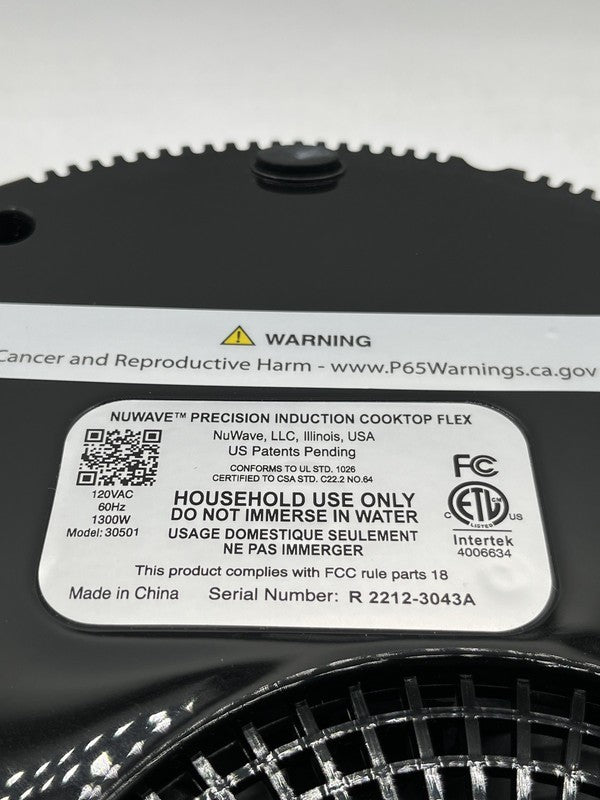 WARNING
Cancer and Reproductive Harm - www.P65Warnings.ca.gov
NUWAVE™ PRECISION INDUCTION COOKTOP FLEX
NuWave, LLC, Illinois, USA
US Patents Pending
CONFORMS TO UL STD. 1026
CERTIFIED TO CSA STD. C22.2 NO.64
120VAC
60Hz
1300W
Model: 30501
HOUSEHOLD USE ONLY
DO NOT IMMERSE IN WATER
USAGE DOMESTIQUE SEULEMENT
NE PAS IMMERGER
FC
C ETL CM US
LISTED
Intertek
4006634
This product complies with FCC rule parts 18
Made in China Serial Number: R 2212-3043A